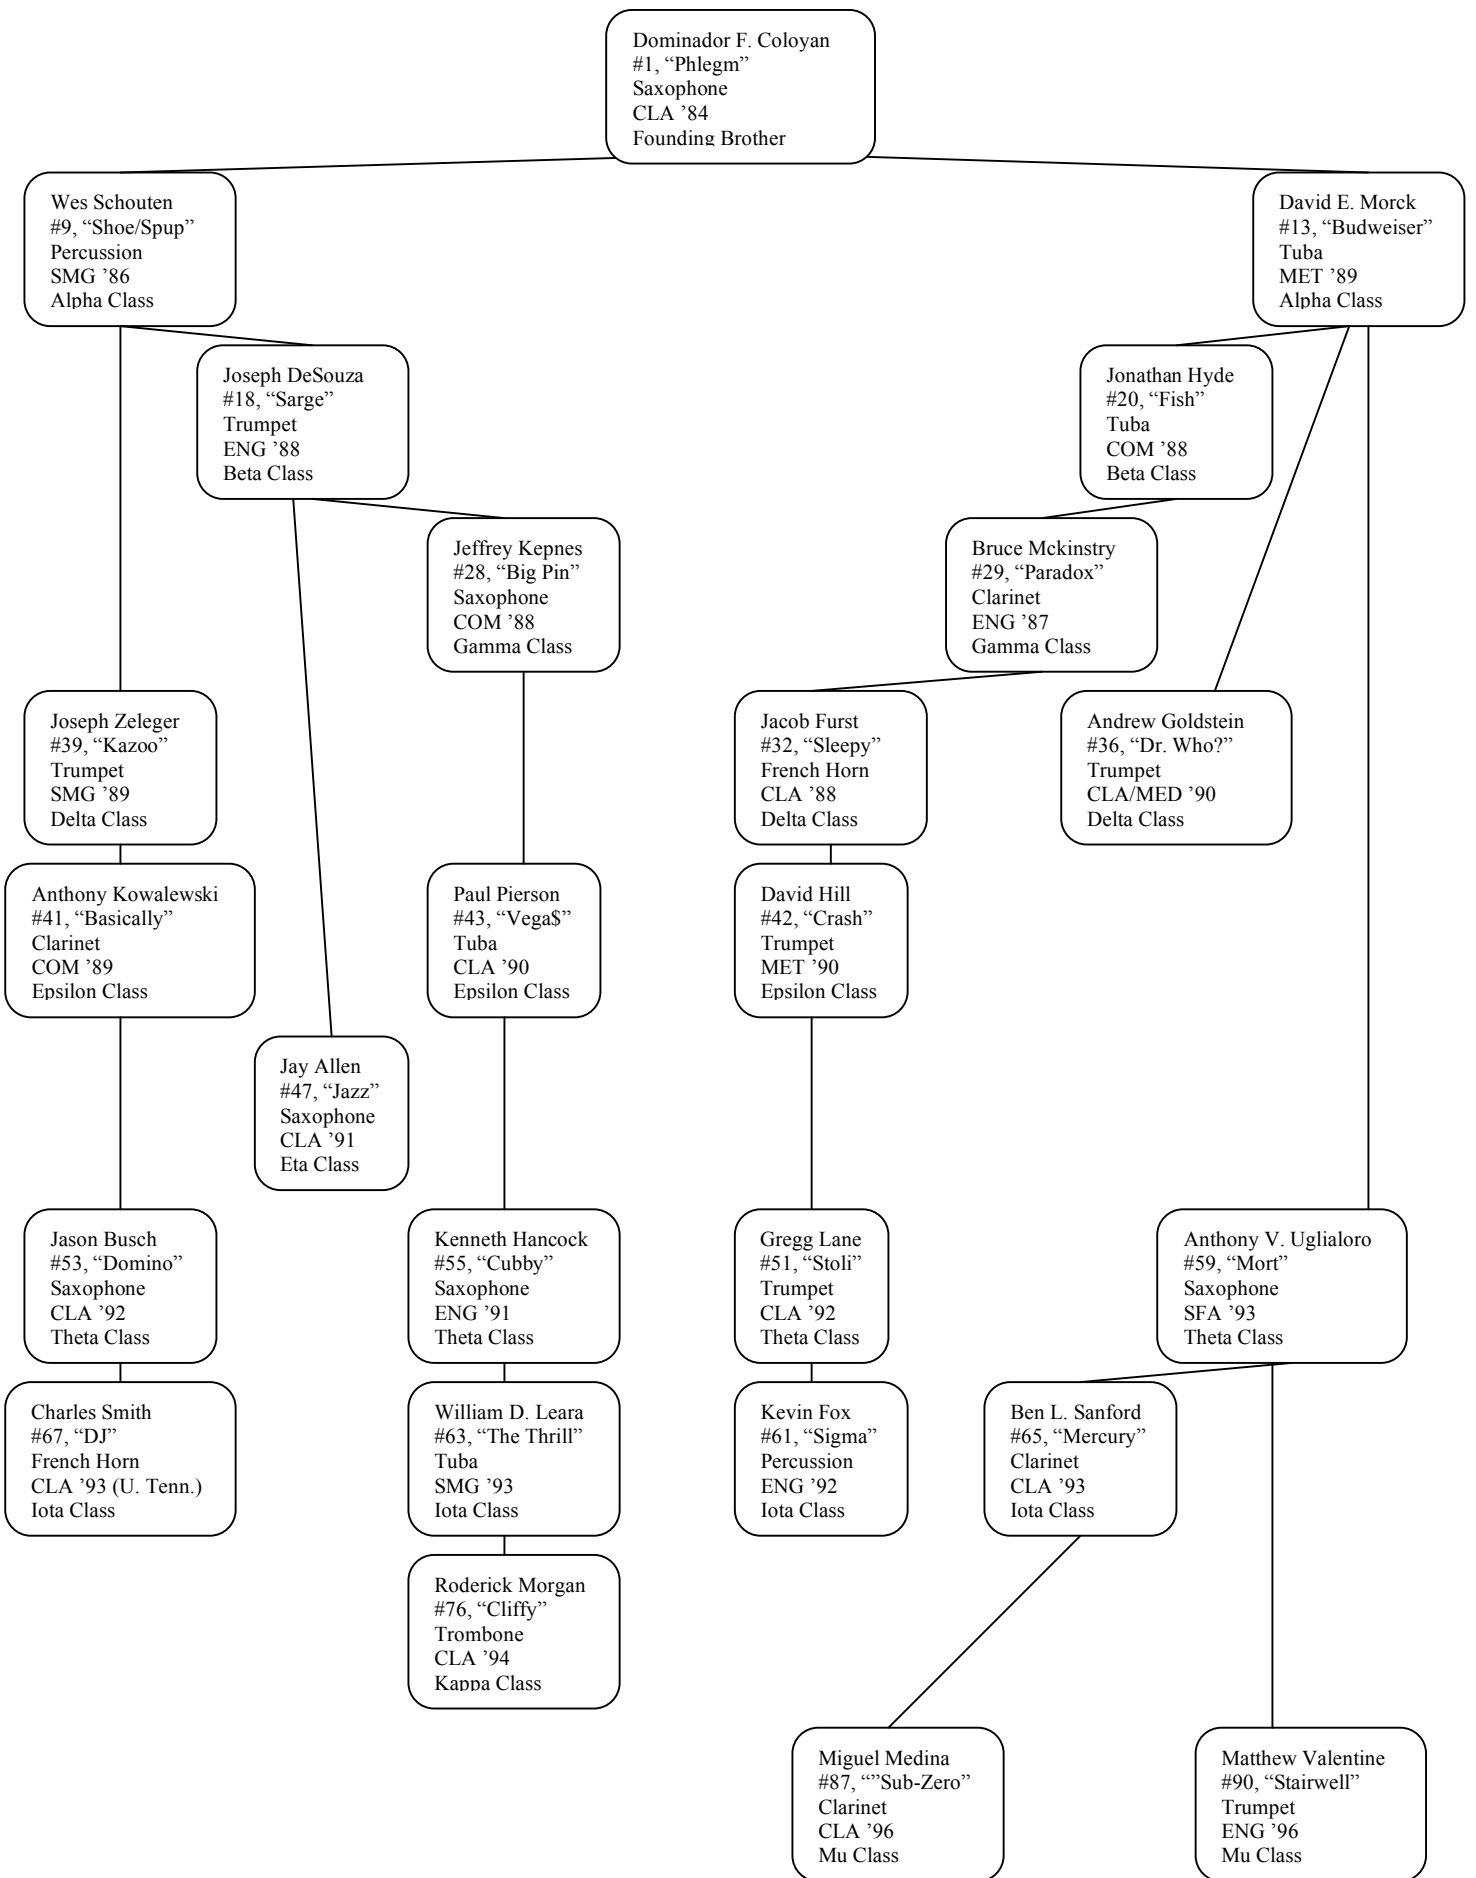 Dominador F. Coloyan
#1, “Phlegm”
Saxophone
CLA ’84
Founding Brother
Wes Schouten
#9, “Shoe/Spup”
Percussion
SMG ’86
Alpha Class
David E. Morck
#13, “Budweiser”
Tuba
MET ’89
Alpha Class
Joseph DeSouza
#18, “Sarge”
Trumpet
ENG ’88
Beta Class
Jonathan Hyde
#20, “Fish”
Tuba
COM ’88
Beta Class
Jeffrey Kepnes
#28, “Big Pin”
Saxophone
COM ’88
Gamma Class
Bruce Mckinstry
#29, “Paradox”
Clarinet
ENG ’87
Gamma Class
Joseph Zeleger
#39, “Kazoo”
Trumpet
SMG ’89
Delta Class
Jacob Furst
#32, “Sleepy”
French Horn
CLA ’88
Delta Class
Andrew Goldstein
#36, “Dr. Who?”
Trumpet
CLA/MED ’90
Delta Class
Anthony Kowalewski
#41, “Basically”
Clarinet
COM ’89
Epsilon Class
Paul Pierson
#43, “Vega$”
Tuba
CLA ’90
Epsilon Class
David Hill
#42, “Crash”
Trumpet
MET ’90
Epsilon Class
Jay Allen
#47, “Jazz”
Saxophone
CLA ’91
Eta Class
Jason Busch
#53, “Domino”
Saxophone
CLA ’92
Theta Class
Kenneth Hancock
#55, “Cubby”
Saxophone
ENG ’91
Theta Class
Gregg Lane
#51, “Stoli”
Trumpet
CLA ’92
Theta Class
Anthony V. Uglialoro
#59, “Mort”
Saxophone
SFA ’93
Theta Class
Charles Smith
#67, “DJ”
French Horn
CLA ’93 (U. Tenn.)
Iota Class
William D. Leara
#63, “The Thrill”
Tuba
SMG ’93
Iota Class
Kevin Fox
#61, “Sigma”
Percussion
ENG ’92
Iota Class
Ben L. Sanford
#65, “Mercury”
Clarinet
CLA ’93
Iota Class
Roderick Morgan
#76, “Cliffy”
Trombone
CLA ’94
Kappa Class
Miguel Medina
#87, “”Sub-Zero”
Clarinet
CLA ’96
Mu Class
Matthew Valentine
#90, “Stairwell”
Trumpet
ENG ’96
Mu Class